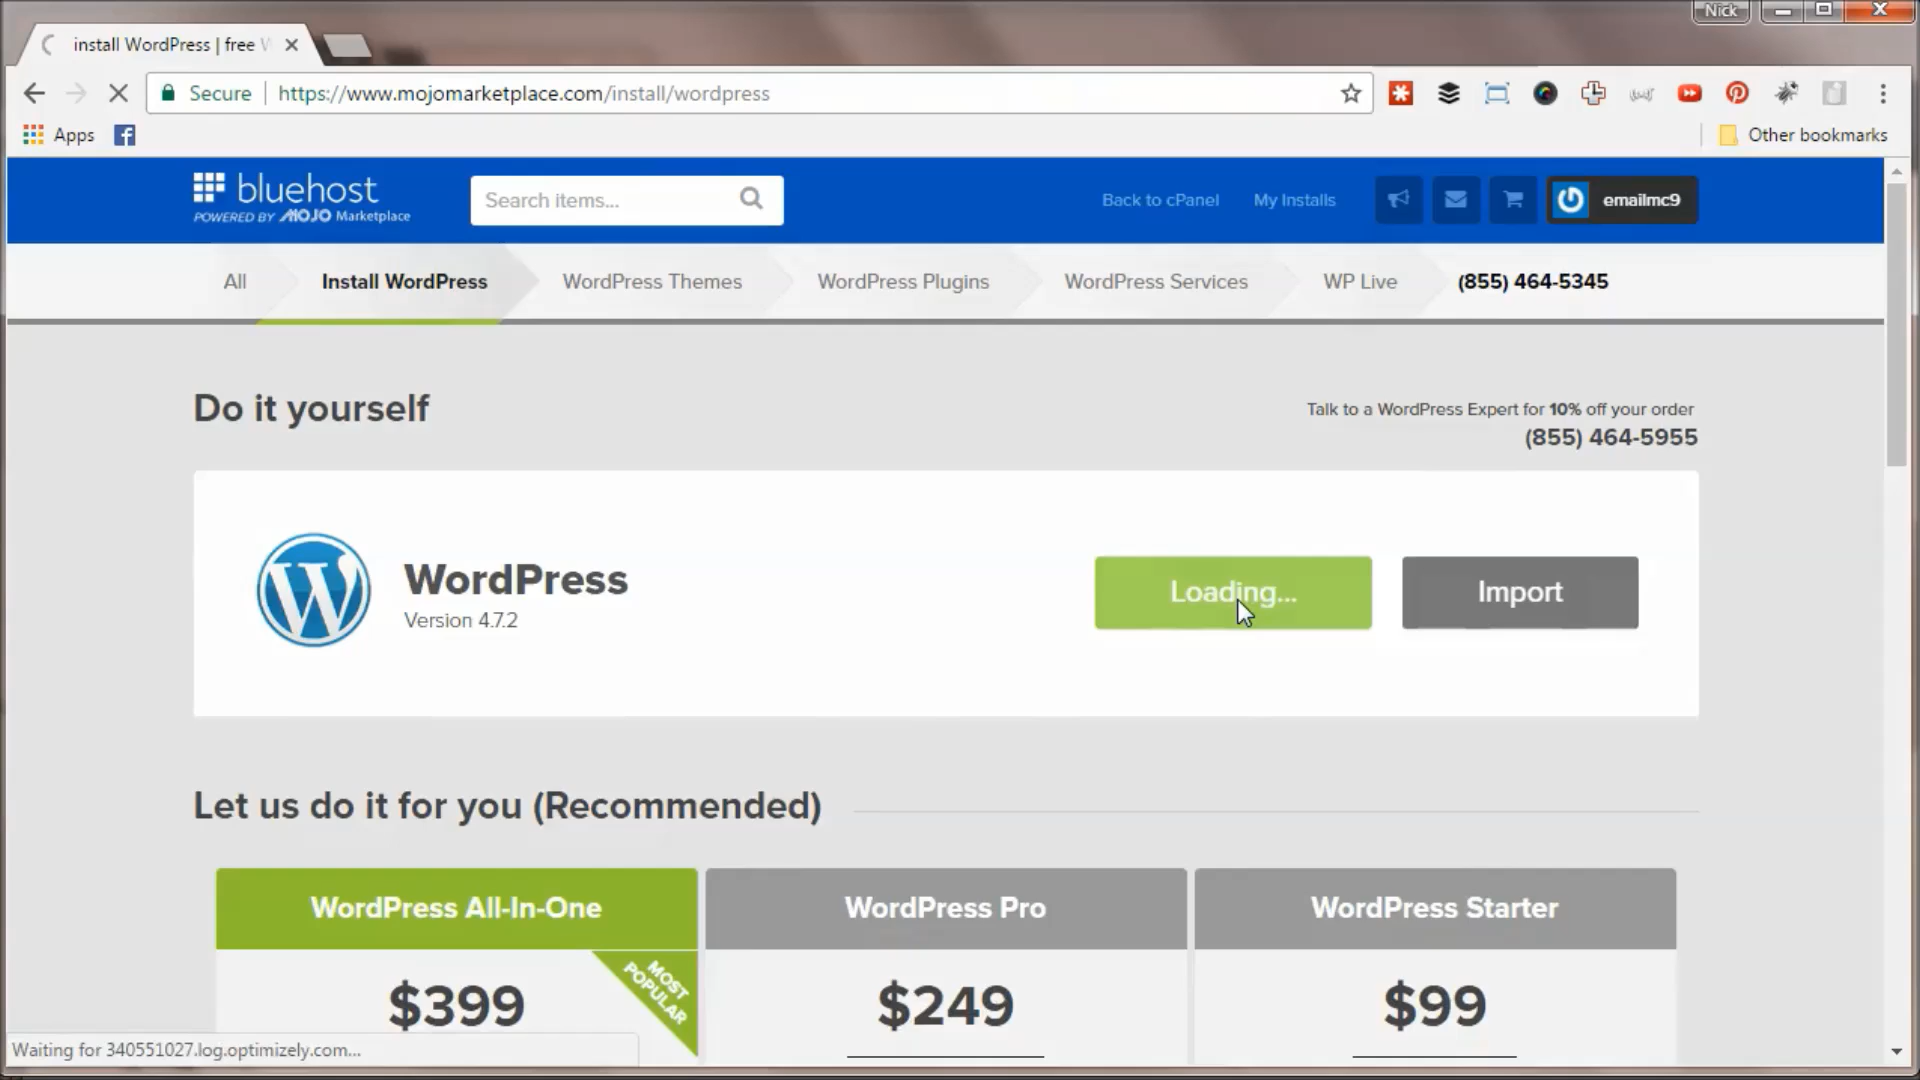 Nick
install WordPress | free
Secure https://www.mojomarketplace.com/install/wordpress
Apps
Other bookmarks
bluehost
POWERED BY MOJO Marketplace
Search items...
Back to cPanel
My Installs
emailmc9
All
Install WordPress
WordPress Themes
WordPress Plugins
WordPress Services
WP Live
(855) 464-5345
Do it yourself
Talk to a WordPress Expert for 10% off your order
(855) 464-5955
WordPress
Version 4.7.2
Loading...
Import
Let us do it for you (Recommended)
WordPress All-In-One
WordPress Pro
WordPress Starter
MOST
POPULAR
$399
$249
$99
Waiting for 340551027.log.optimizely.com...